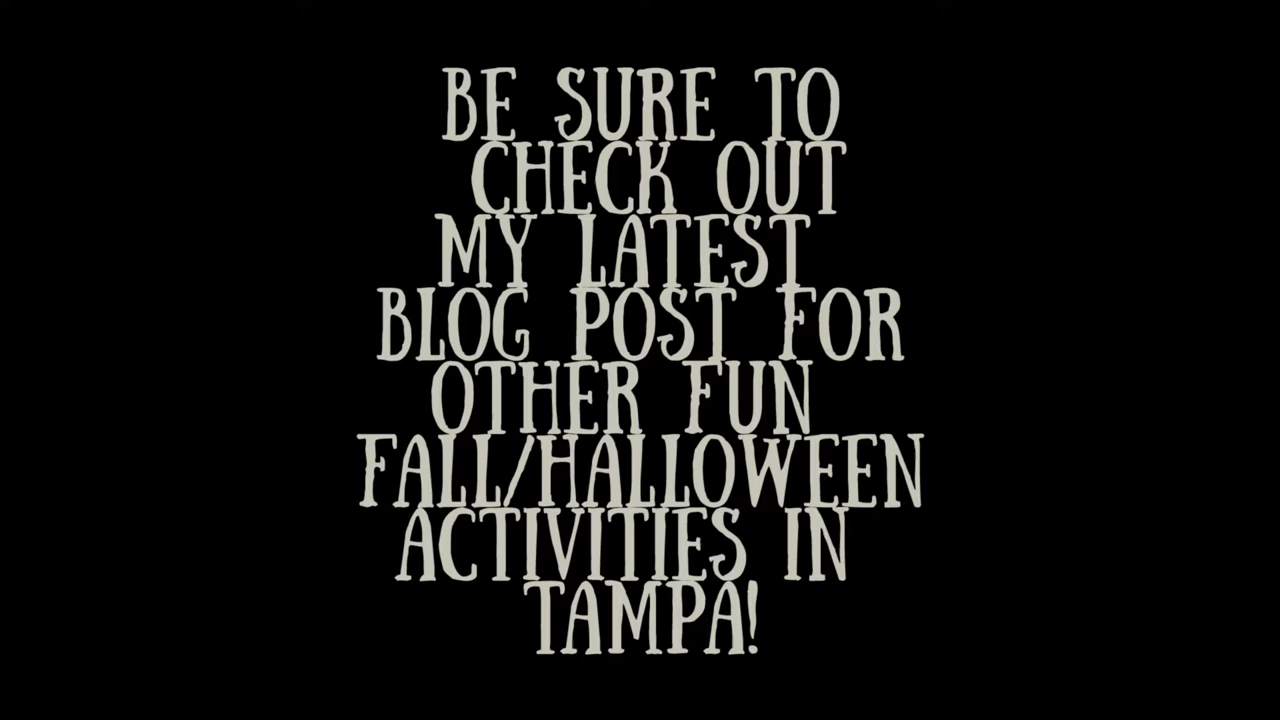 BE SURE TO
CHECK OUT
MY LATEST
BLOG POST FOR
OTHER FUN
FALL/HALLOWEEN
ACTIVITIES IN
TAMPA!